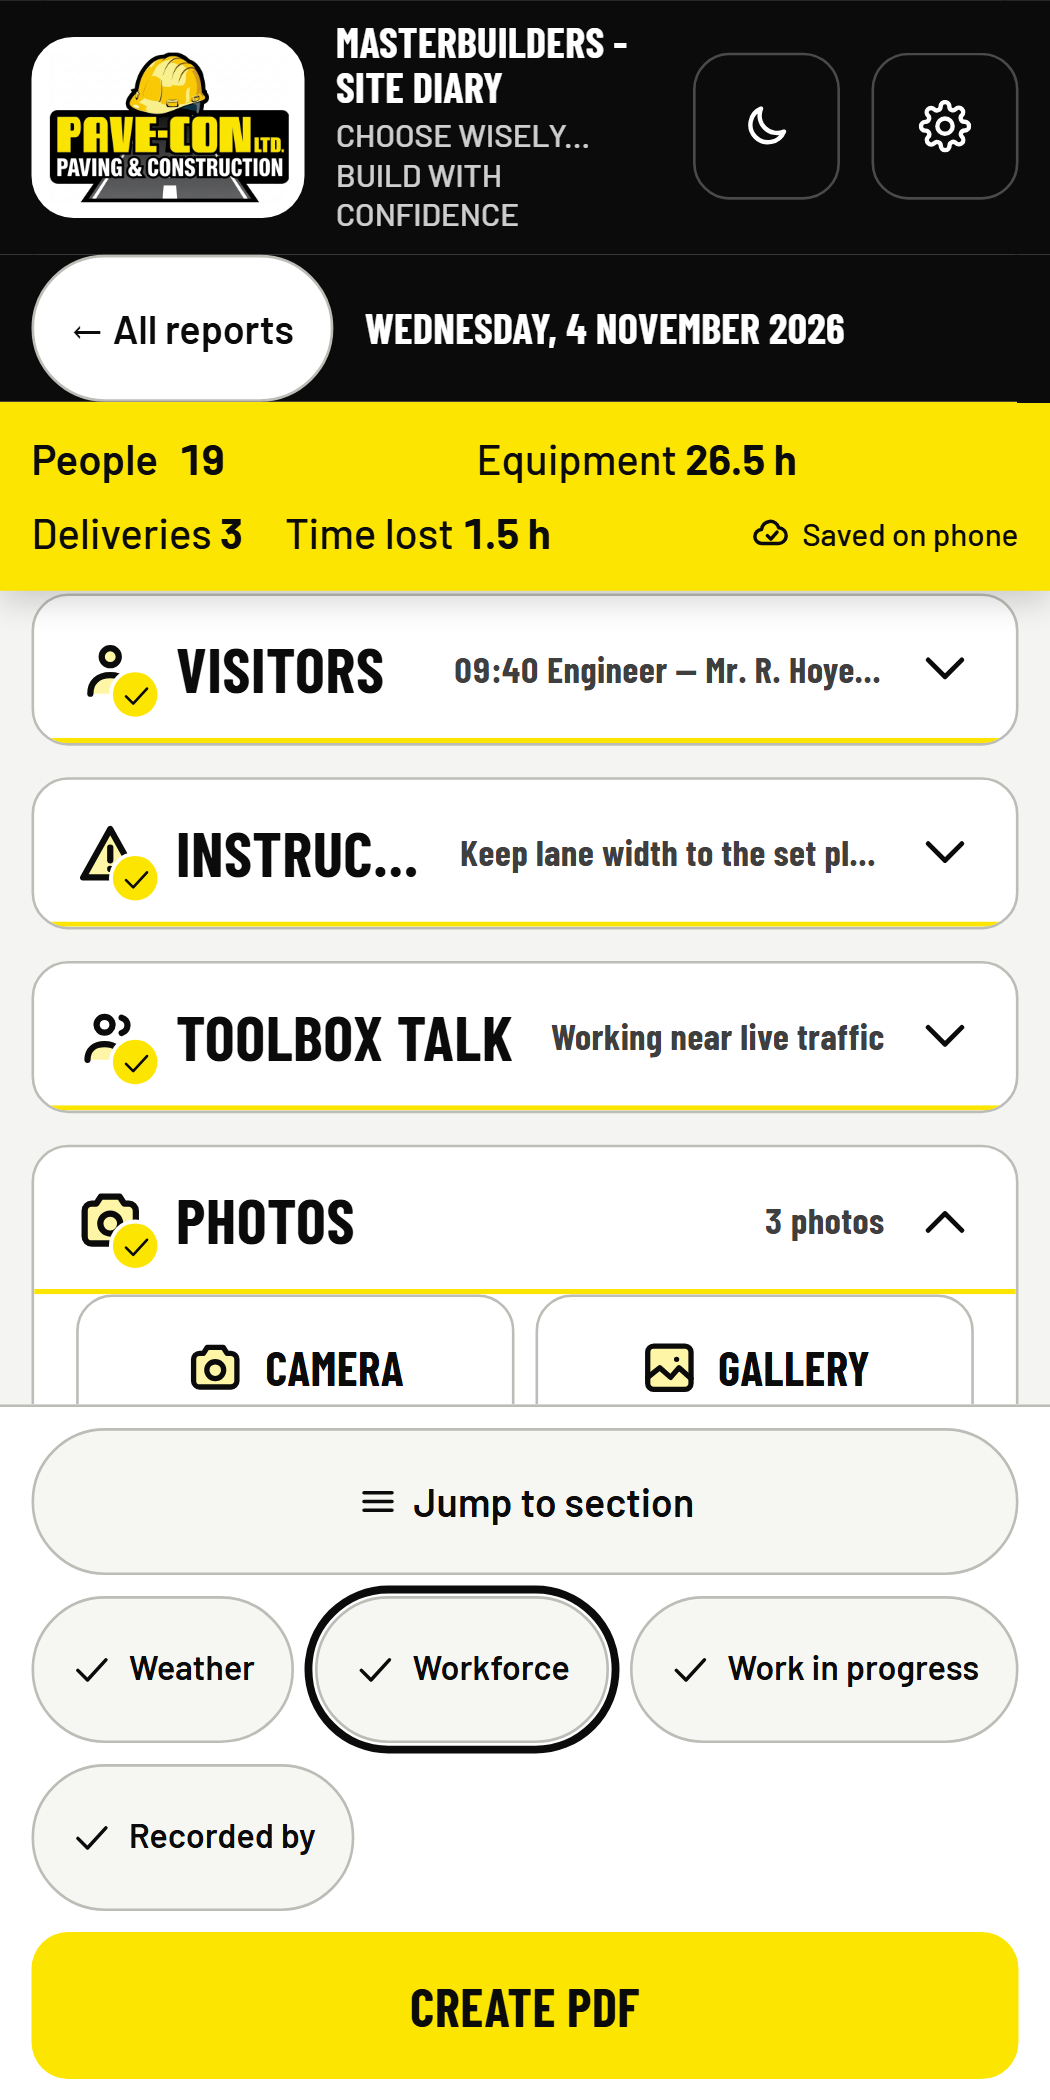 PAVE-CON LTD.
PAVING & CONSTRUCTION
MASTERBUILDERS -
SITE DIARY
CHOOSE WISELY...
BUILD WITH
CONFIDENCE
← All reports
WEDNESDAY, 4 NOVEMBER 2026
People 19
Equipment 26.5 h
Deliveries 3
Time lost 1.5 h
Saved on phone
VISITORS
09:40 Engineer – Mr. R. Hoye...
INSTRUC...
Keep lane width to the set pl...
TOOLBOX TALK
Working near live traffic
PHOTOS
3 photos
CAMERA
GALLERY
Jump to section
Weather
Workforce
Work in progress
Recorded by
CREATE PDF